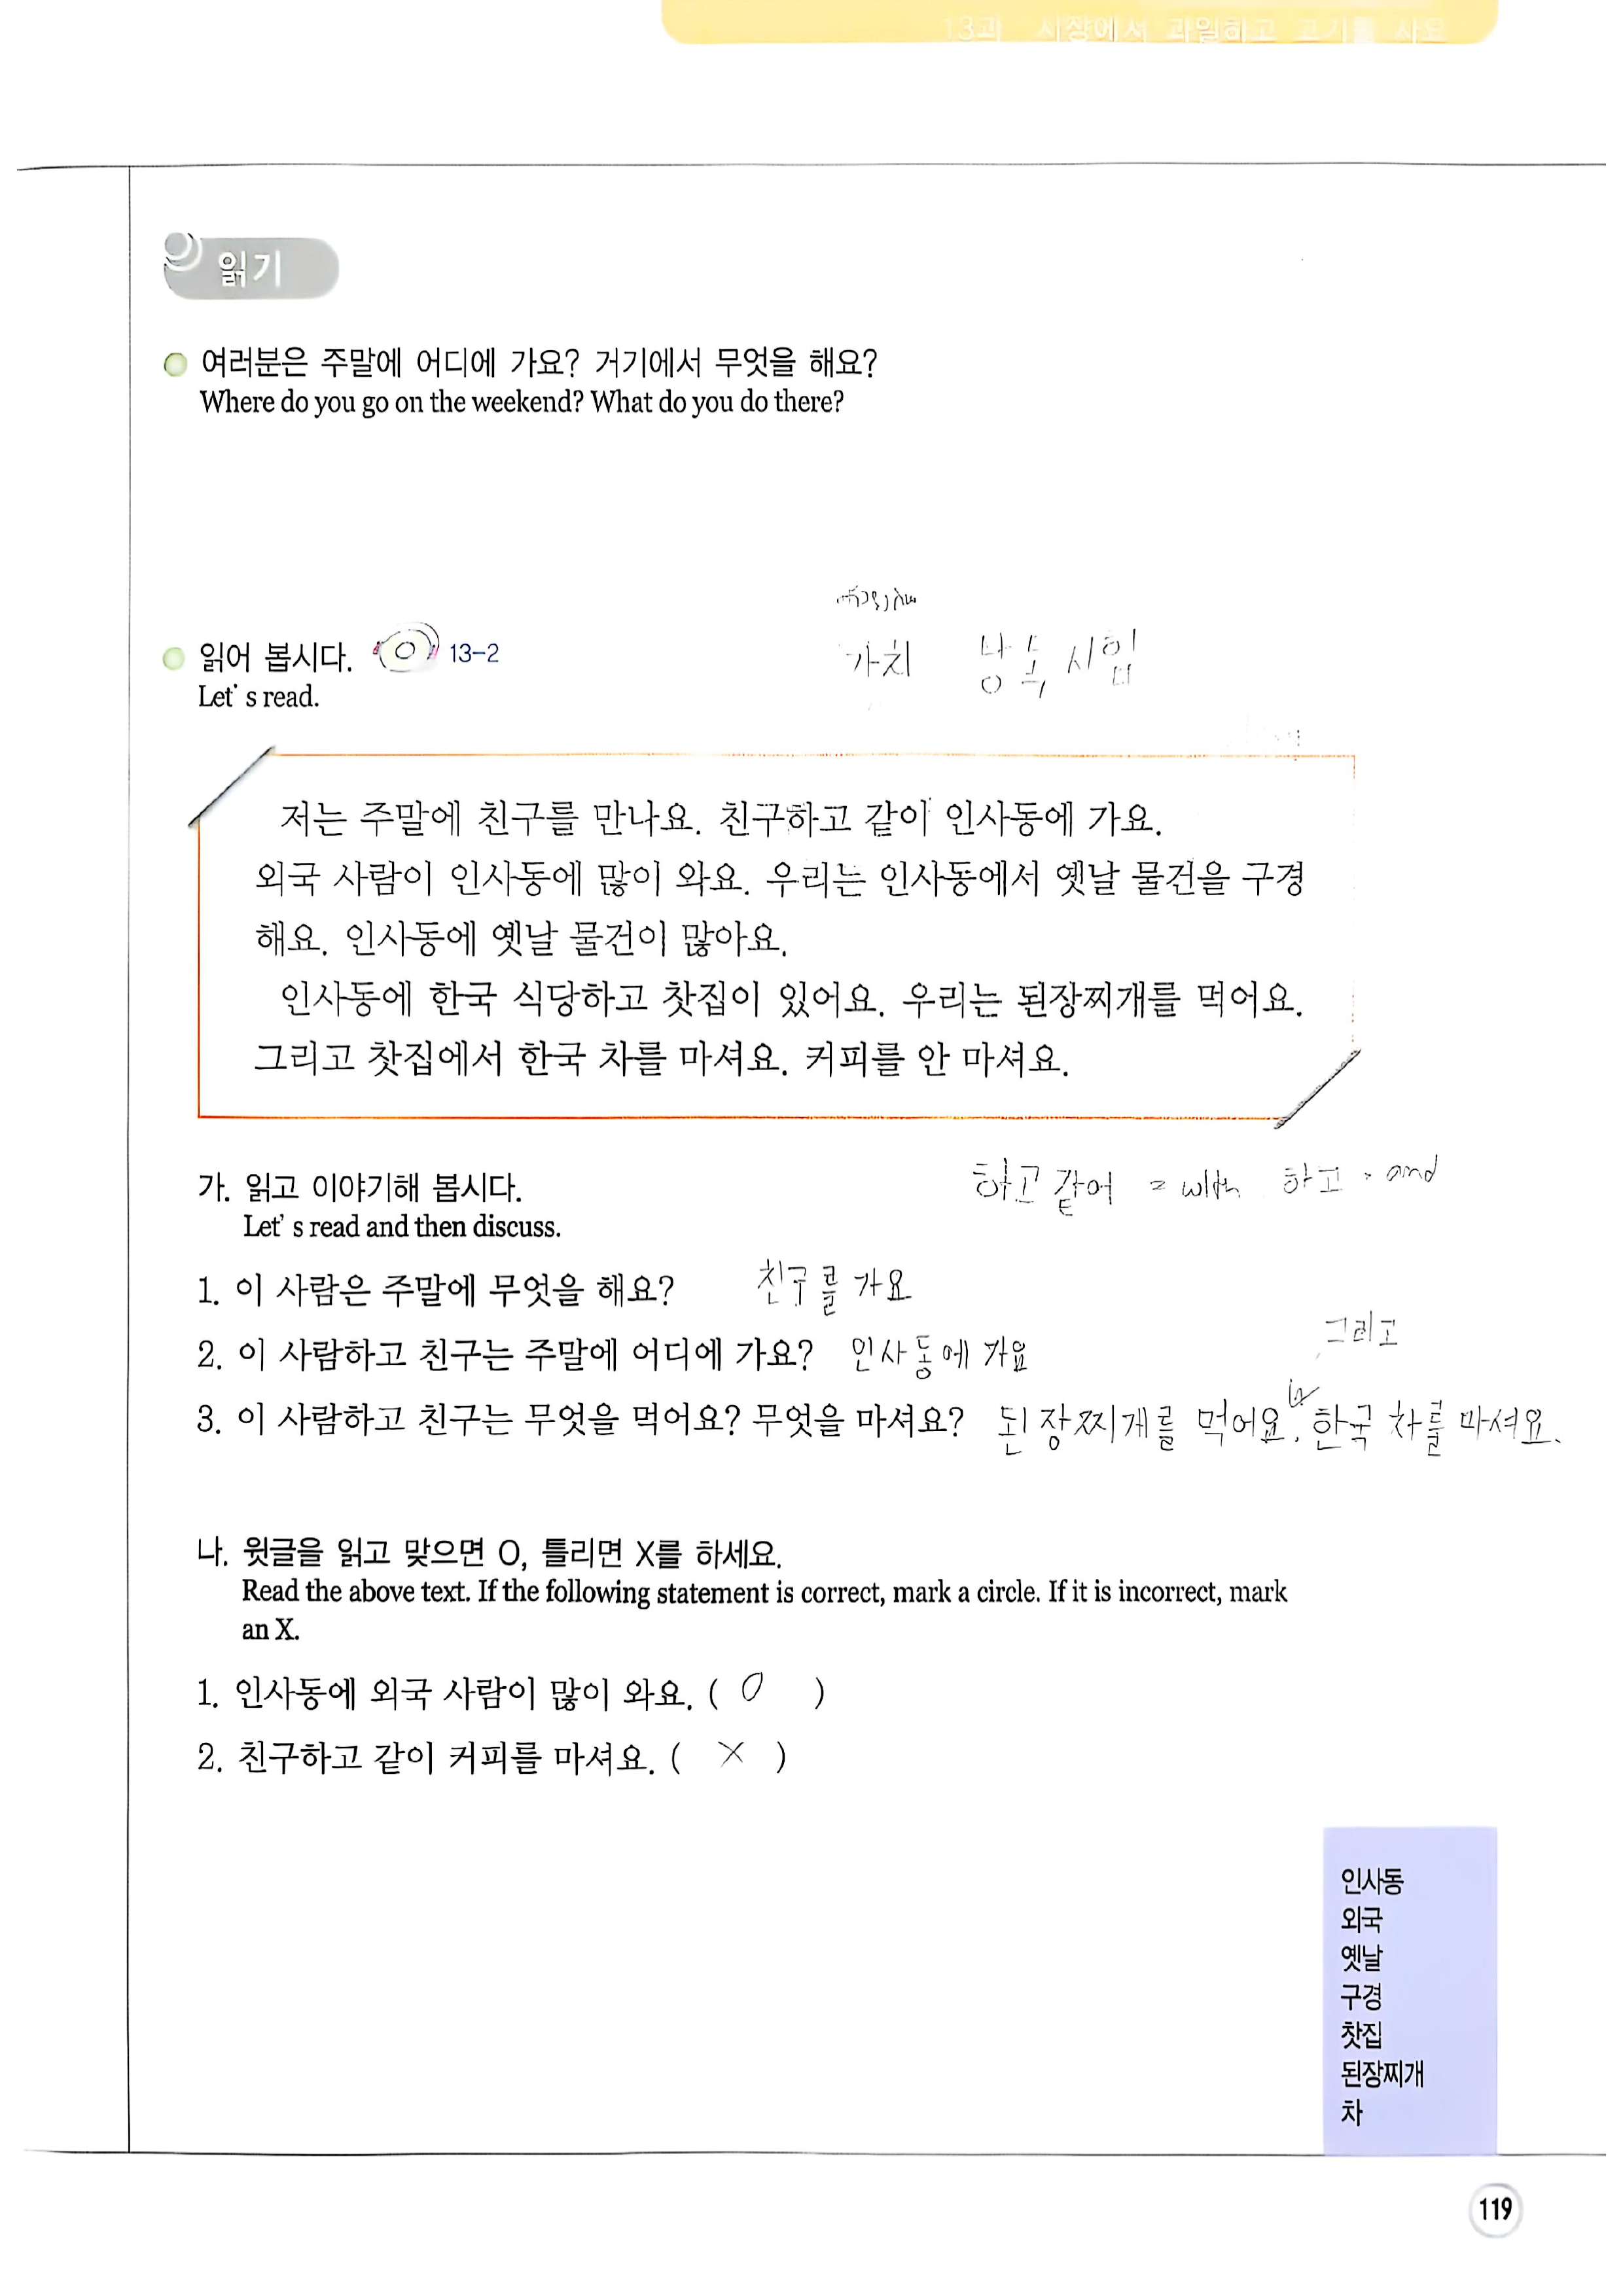 13과 시장에서 과일하고 고기를 사요
읽기
여러분은 주말에 어디에 가요? 거기에서 무엇을 해요?
Where do you go on the weekend? What do you do there?
읽어 봅시다. 13-2
Let's read.
가치 낭독 시험
저는 주말에 친구를 만나요. 친구하고 같이 인사동에 가요.
외국 사람이 인사동에 많이 와요. 우리는 인사동에서 옛날 물건을 구경
해요. 인사동에 옛날 물건이 많아요.
인사동에 한국 식당하고 찻집이 있어요. 우리는 된장찌개를 먹어요.
그리고 찻집에서 한국 차를 마셔요. 커피를 안 마셔요.
하고 같어 = with 하고 = and
가. 읽고 이야기해 봅시다.
Let's read and then discuss.
1. 이 사람은 주말에 무엇을 해요? 친구를 가요
2. 이 사람하고 친구는 주말에 어디에 가요? 인사동에 가요
그리고
3. 이 사람하고 친구는 무엇을 먹어요? 무엇을 마셔요? 된장찌게를 먹어요. 한국 차를 마셔요.
나. 윗글을 읽고 맞으면 O, 틀리면 X를 하세요.
Read the above text. If the following statement is correct, mark a circle. If it is incorrect, mark
an X.
1. 인사동에 외국 사람이 많이 와요. ( O )
2. 친구하고 같이 커피를 마셔요. ( X )
인사동
외국
옛날
구경
찻집
된장찌개
차
119